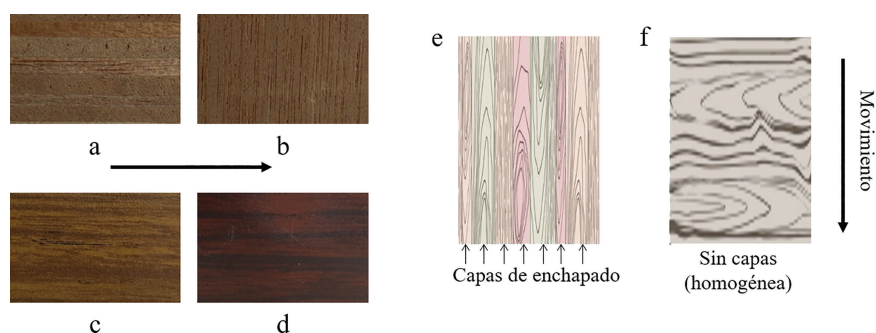 a
b
c
d
e
f
Capas de enchapado
Sin capas
(homogénea)
Movimiento